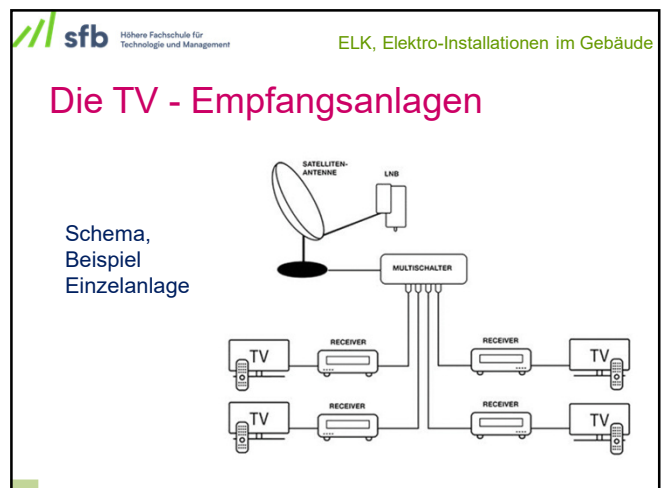 sfb
Höhere Fachschule für
Technologie und Management
ELK, Elektro-Installationen im Gebäude
Die TV - Empfangsanlagen
SATELLITEN-
ANTENNE
LNB
Schema,
Beispiel
Einzelanlage
MULTISCHALTER
TV
RECEIVER
RECEIVER
TV
TV
RECEIVER
RECEIVER
TV